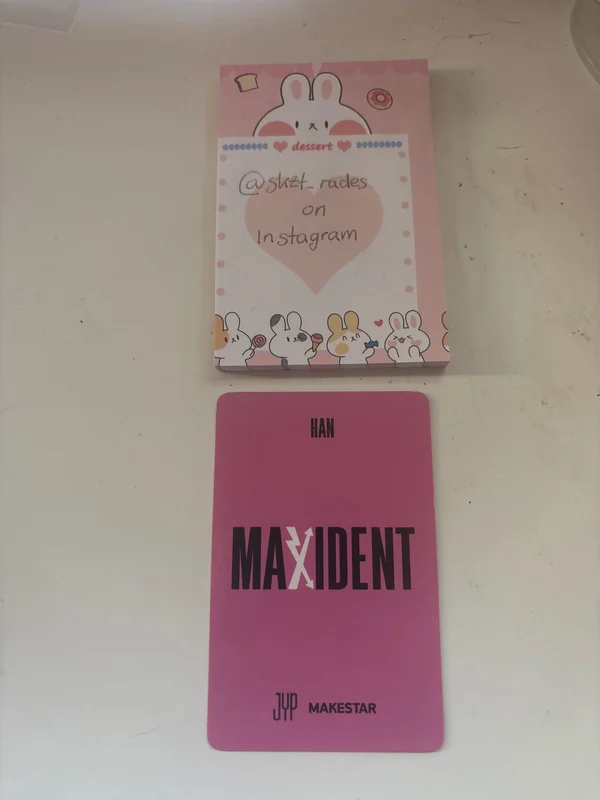 dessert
@skzt_rades
on
Instagram
HAN
MAXIDENT
JYP MAKESTAR